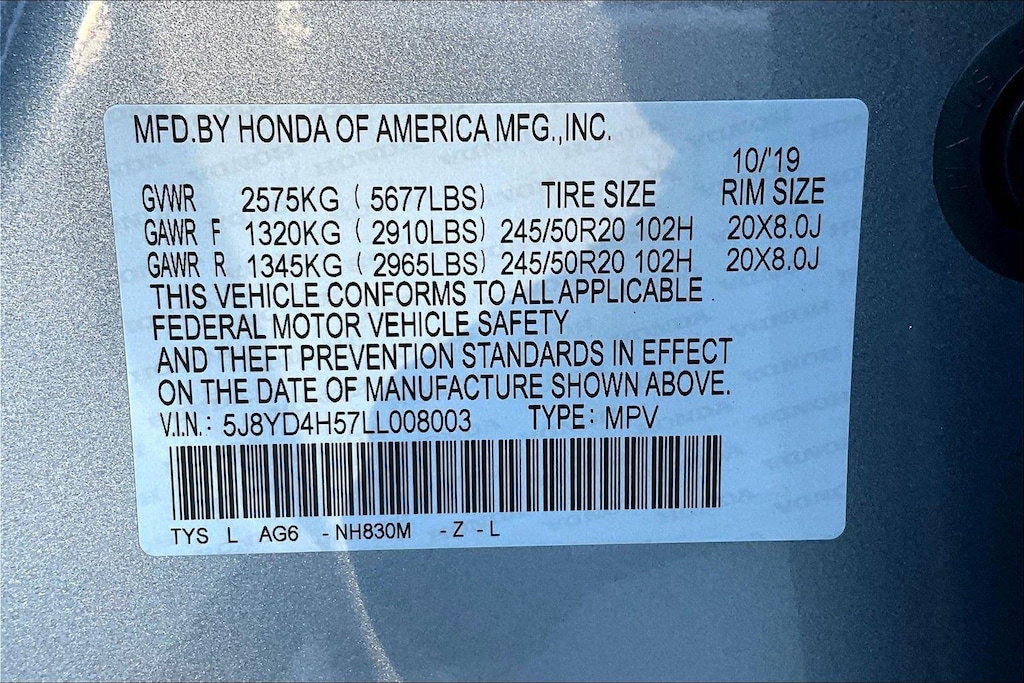 MFD.BY HONDA OF AMERICA MFG.,INC.
10/'19
GVWR 2575KG ( 5677LBS) TIRE SIZE RIM SIZE
GAWR F 1320KG ( 2910LBS) 245/50R20 102H 20X8.0J
GAWR R 1345KG ( 2965LBS) 245/50R20 102H 20X8.0J
THIS VEHICLE CONFORMS TO ALL APPLICABLE
FEDERAL MOTOR VEHICLE SAFETY
AND THEFT PREVENTION STANDARDS IN EFFECT
ON THE DATE OF MANUFACTURE SHOWN ABOVE.
V.I.N.: 5J8YD4H57LL008003 TYPE: MPV
TYS L AG6 -NH830M -Z -L